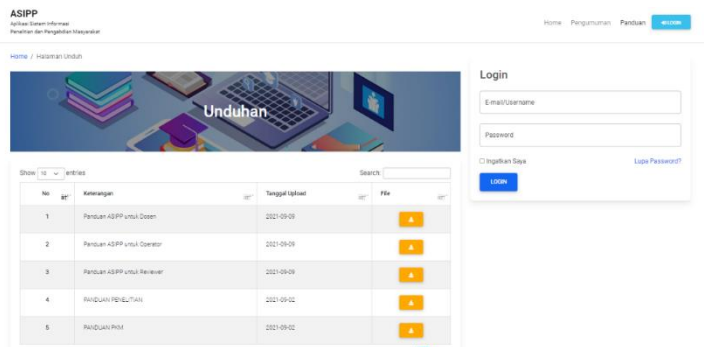 ASIPP
Aplikasi Sistem Informasi
Penelitian dan Pengabdian Masyarakat
Home Pengumuman Panduan LOGIN
Home / Halaman Unduh
Unduhan
Show 10 entries Search:
No Keterangan Tanggal Upload File
1 Panduan ASIPP untuk Dosen 2021-09-09
2 Panduan ASIPP untuk Operator 2021-09-09
3 Panduan ASIPP untuk Reviewer 2021-09-09
4 PANDUAN PENELITIAN 2021-09-02
5 PANDUAN PKM 2021-09-02
Login
E-mail/Username
Password
Ingatkan Saya Lupa Password?
LOGIN